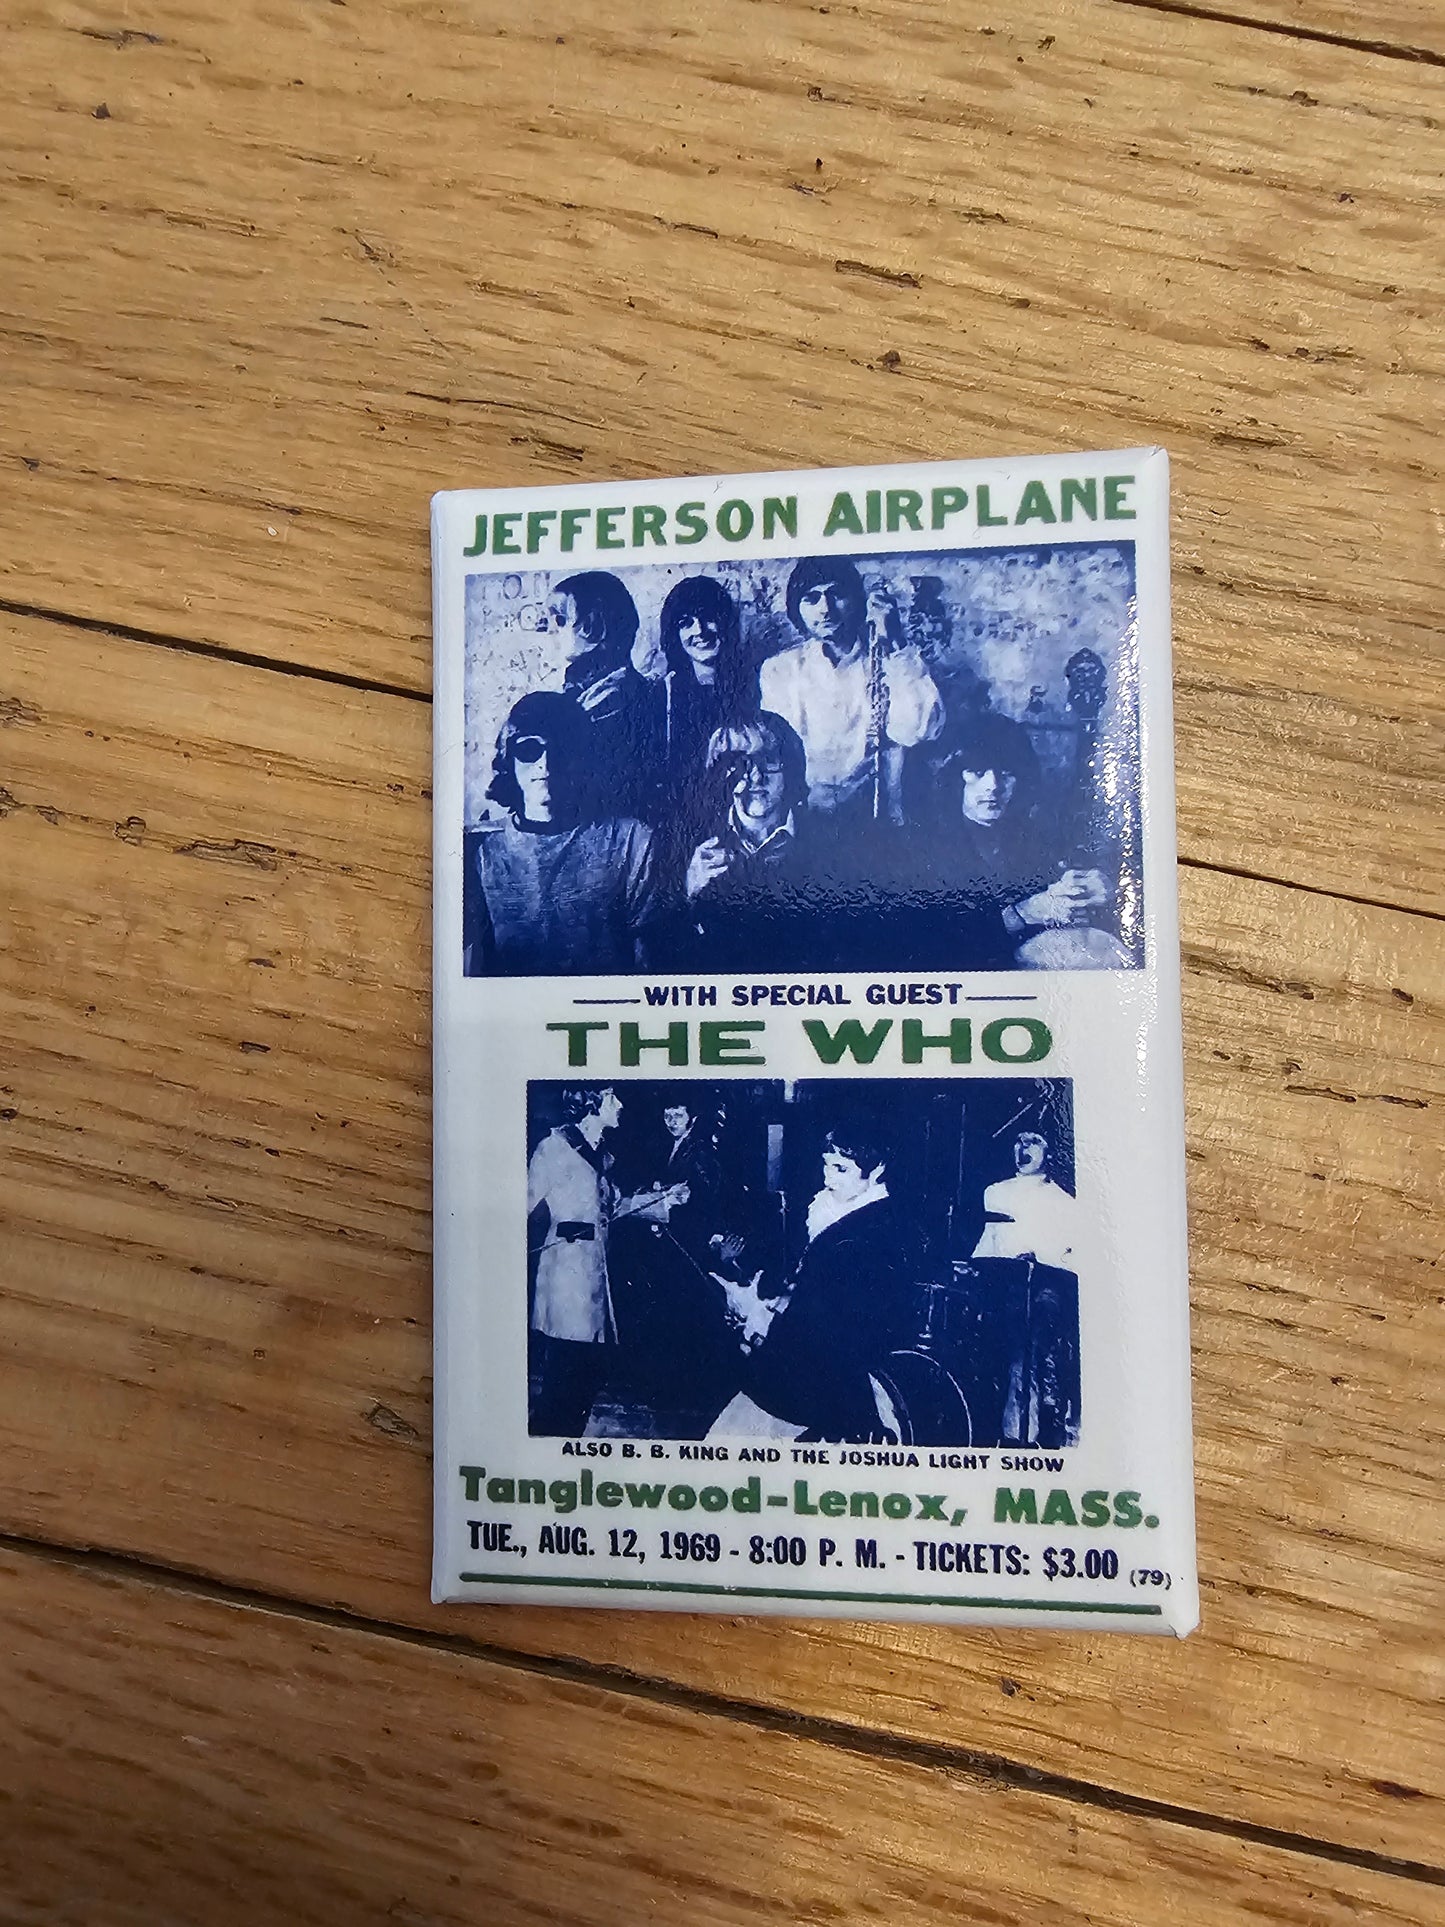 JEFFERSON AIRPLANE
WITH SPECIAL GUEST
THE WHO
ALSO B. B. KING AND THE JOSHUA LIGHT SHOW
Tanglewood-Lenox, MASS.
TUE., AUG. 12, 1969 - 8:00 P. M. - TICKETS: $3.00 (79)